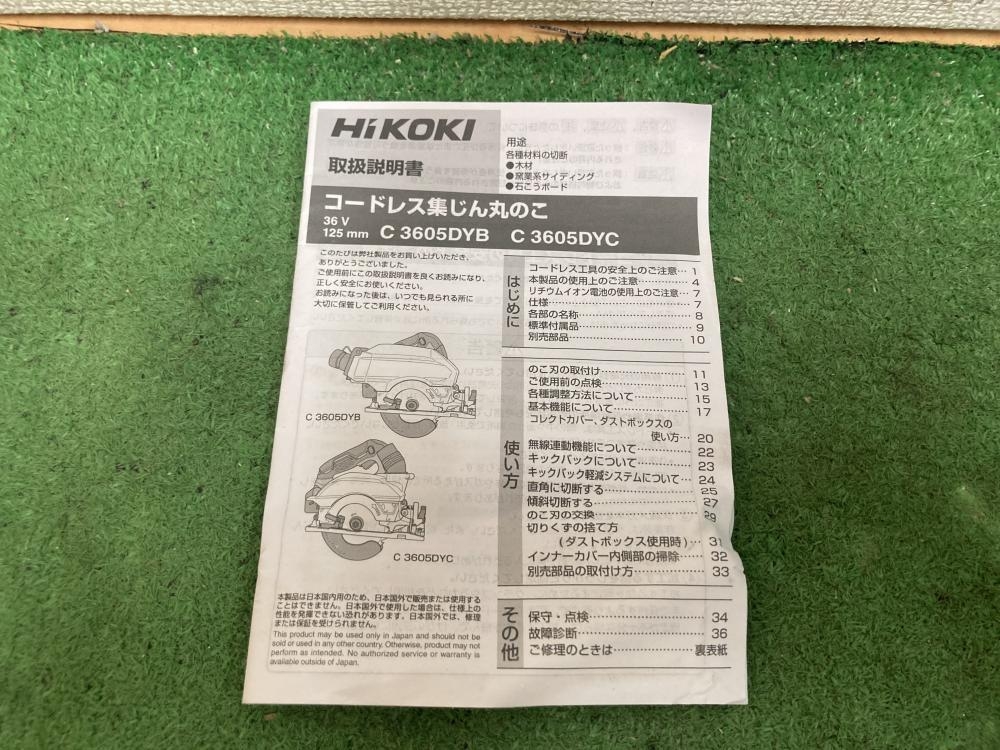 HiKOKI
取扱説明書
用途
各種材料の切断
●木材
●窯業系サイディング
●石こうボード
コードレス集じん丸のこ
36 V
125 mm C 3605DYB C 3605DYC
このたびは弊社製品をお買い上げいただき、
ありがとうございました。
ご使用前にこの取扱説明書を良くお読みになり、
正しく安全にお使いください。
お読みになった後は、いつでも見られる所に
大切に保管してご利用ください。
C 3605DYB
C 3605DYC
本製品は日本国内用のため、日本国外で販売または使用する
ことはできません。日本国外で使用した場合は、仕様上の
性能を発揮できない恐れがあります。日本国外では、修理
または保証を受けられません。
This product may be used only in Japan and should not be
sold or used in any other country. Otherwise, product may not
perform as intended. No authorized service or warranty is
available outside of Japan.
はじめに
コードレス工具の安全上のご注意… 1
本製品の使用上のご注意………… 4
リチウムイオン電池の使用上のご注意… 7
仕様………………………… 7
各部の名称………………… 8
標準付属品………………… 9
別売部品…………………… 10
使い方
のこ刃の取付け…………… 11
ご使用前の点検…………… 13
各種調整方法について……… 15
基本機能について………… 17
コレクトカバー、ダストボックスの
使い方… 20
無線連動機能について……… 22
キックバックについて……… 23
キックバック軽減システムについて… 24
直角に切断する…………… 25
傾斜切断する……………… 27
のこ刃の交換……………… 29
切りくずの捨て方
(ダストボックス使用時)… 31
インナーカバー内側部の掃除…… 32
別売部品の取付け方………… 33
その他
保守・点検………………… 34
故障診断…………………… 36
ご修理のときは…………… 裏表紙